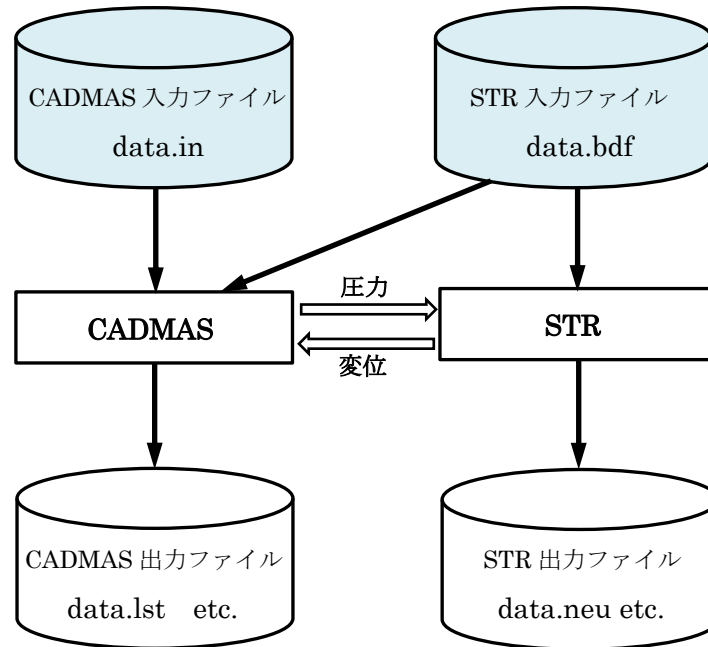 CADMAS 入力ファイル
data.in
STR 入力ファイル
data.bdf
圧力
CADMAS
STR
変位
CADMAS 出力ファイル
data.lst etc.
STR 出力ファイル
data.neu etc.